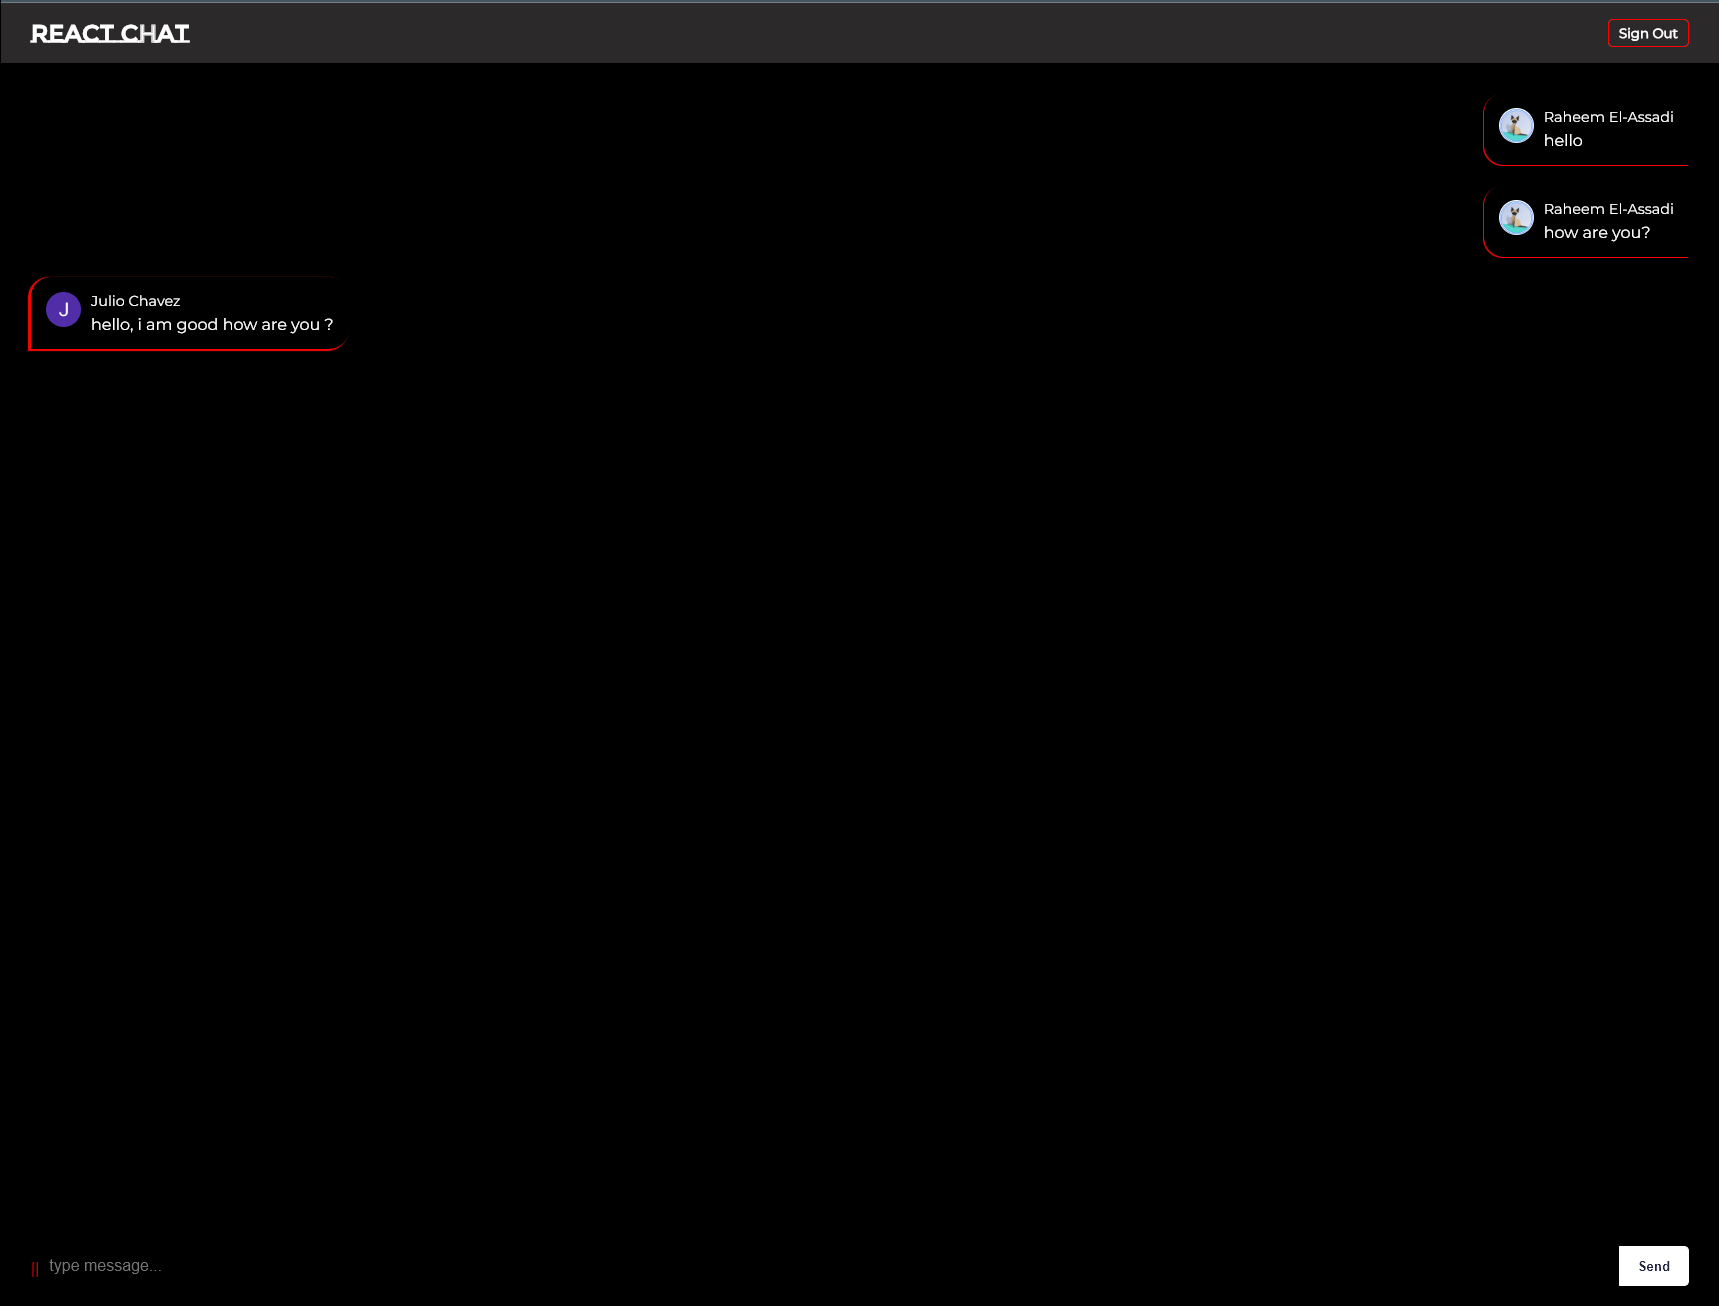 REACT CHAT
Sign Out
Raheem El-Assadi
hello
Raheem El-Assadi
how are you?
J
Julio Chavez
hello, i am good how are you ?
|| type message...
Send